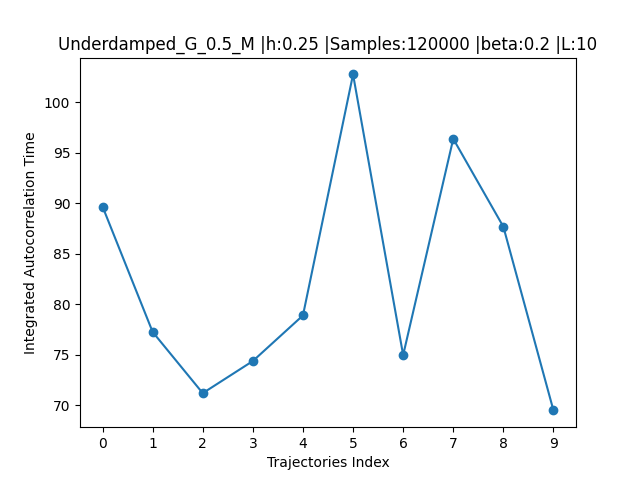 Underdamped_G_0.5_M |h:0.25 |Samples:120000 |beta:0.2 |L:10
Integrated Autocorrelation Time
100
95
90
85
80
75
70
0 1 2 3 4 5 6 7 8 9
Trajectories Index